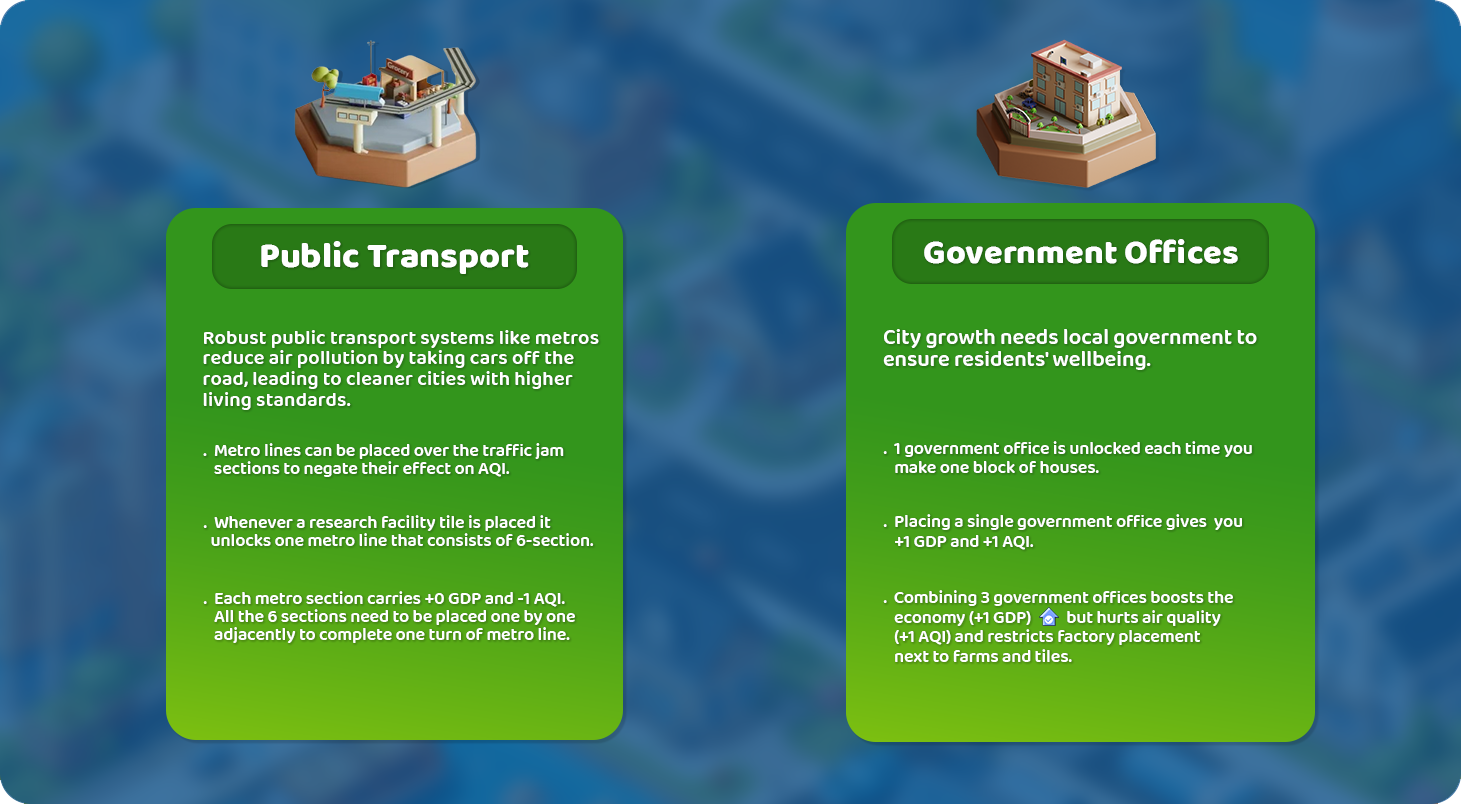 Grocery
Public Transport
Robust public transport systems like metros
reduce air pollution by taking cars off the
road, leading to cleaner cities with higher
living standards.
. Metro lines can be placed over the traffic jam
sections to negate their effect on AQI.
. Whenever a research facility tile is placed it
unlocks one metro line that consists of 6-section.
. Each metro section carries +0 GDP and -1 AQI.
All the 6 sections need to be placed one by one
adjacently to complete one turn of metro line.
Government Offices
City growth needs local government to
ensure residents' wellbeing.
. 1 government office is unlocked each time you
make one block of houses.
. Placing a single government office gives you
+1 GDP and +1 AQI.
. Combining 3 government offices boosts the
economy (+1 GDP) but hurts air quality
(+1 AQI) and restricts factory placement
next to farms and tiles.